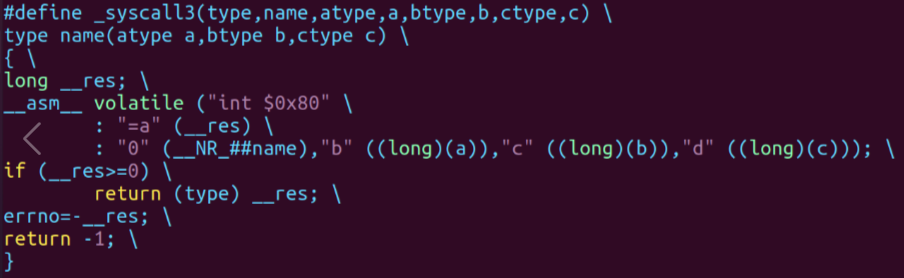 #define _syscall3(type,name,atype,a,btype,b,ctype,c) \
type name(atype a,btype b,ctype c) \
{ \
long __res; \
__asm__ volatile ("int $0x80" \
        : "=a" (__res) \
        : "0" (__NR_##name),"b" ((long)(a)),"c" ((long)(b)),"d" ((long)(c))); \
if (__res>=0) \
        return (type) __res; \
errno=-__res; \
return -1; \
}